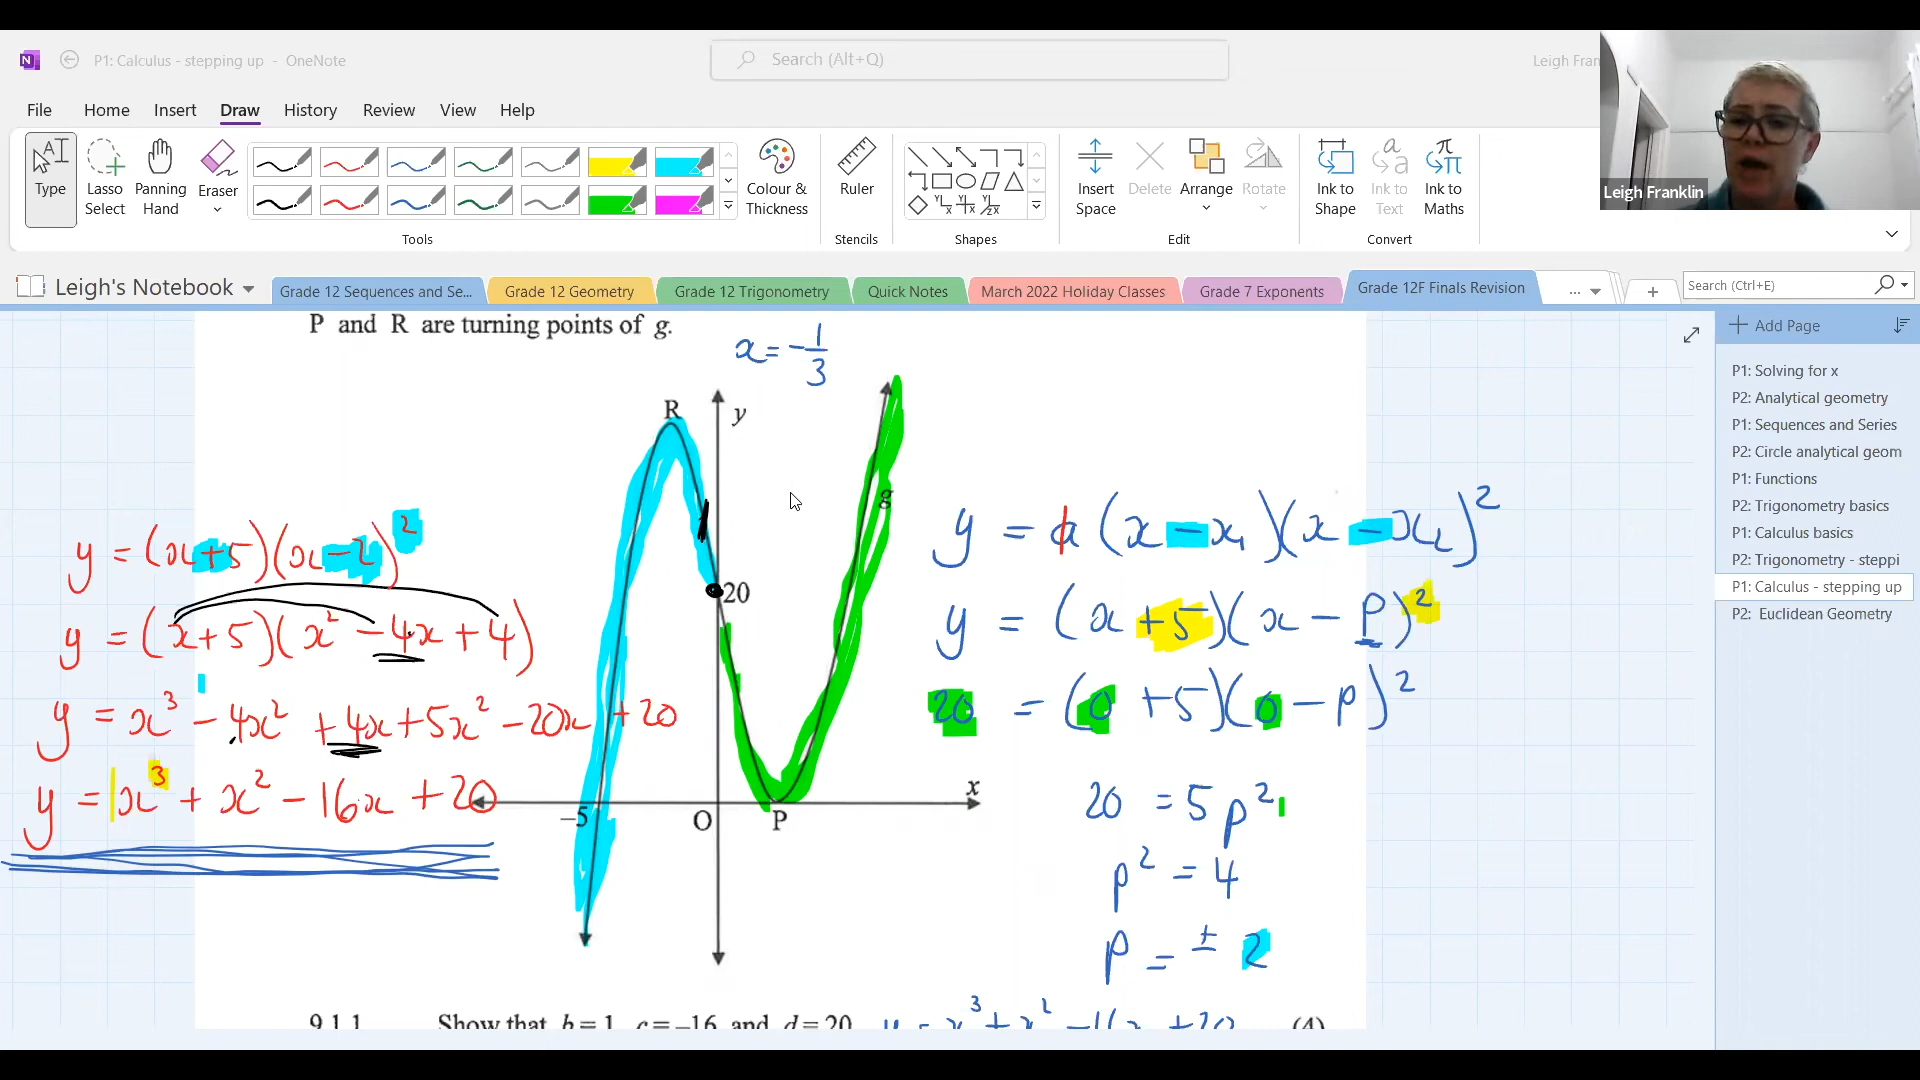 P1: Calculus - stepping up - OneNote
Search (Alt+Q)
Leigh Fran
File Home Insert Draw History Review View Help
Type
Lasso Select
Panning Hand
Eraser
Colour & Thickness
Ruler
Insert Space
Delete
Arrange
Rotate
Ink to Shape
Ink to Text
Ink to Maths
Tools
Stencils
Shapes
Edit
Convert
Leigh Franklin
Leigh's Notebook
Grade 12 Sequences and Se...
Grade 12 Geometry
Grade 12 Trigonometry
Quick Notes
March 2022 Holiday Classes
Grade 7 Exponents
Grade 12F Finals Revision
...
Search (Ctrl+E)
Add Page
P1: Solving for x
P2: Analytical geometry
P1: Sequences and Series
P2: Circle analytical geom
P1: Functions
P2: Trigonometry basics
P1: Calculus basics
P2: Trigonometry - steppi
P1: Calculus - stepping up
P2: Euclidean Geometry
P and R are turning points of g.
x = -1/3
R
y
g
20
x
-5
O
P
y = (x+5)(x-2)²
y = (x+5)(x² -4x + 4)
y = x³ - 4x² + 4x + 5x² - 20x + 20
y = 1x³ + x² - 16x + 20
y = a(x - x₁)(x - x₂)²
y = (x +5)(x - P)²
20 = (0 +5)(0 - p)²
20 = 5p²
p² = 4
p = ± 2
9.1.1 Show that b = 1, c = -16 and d = 20. y = x³ + x² - 16x + 20 (4)